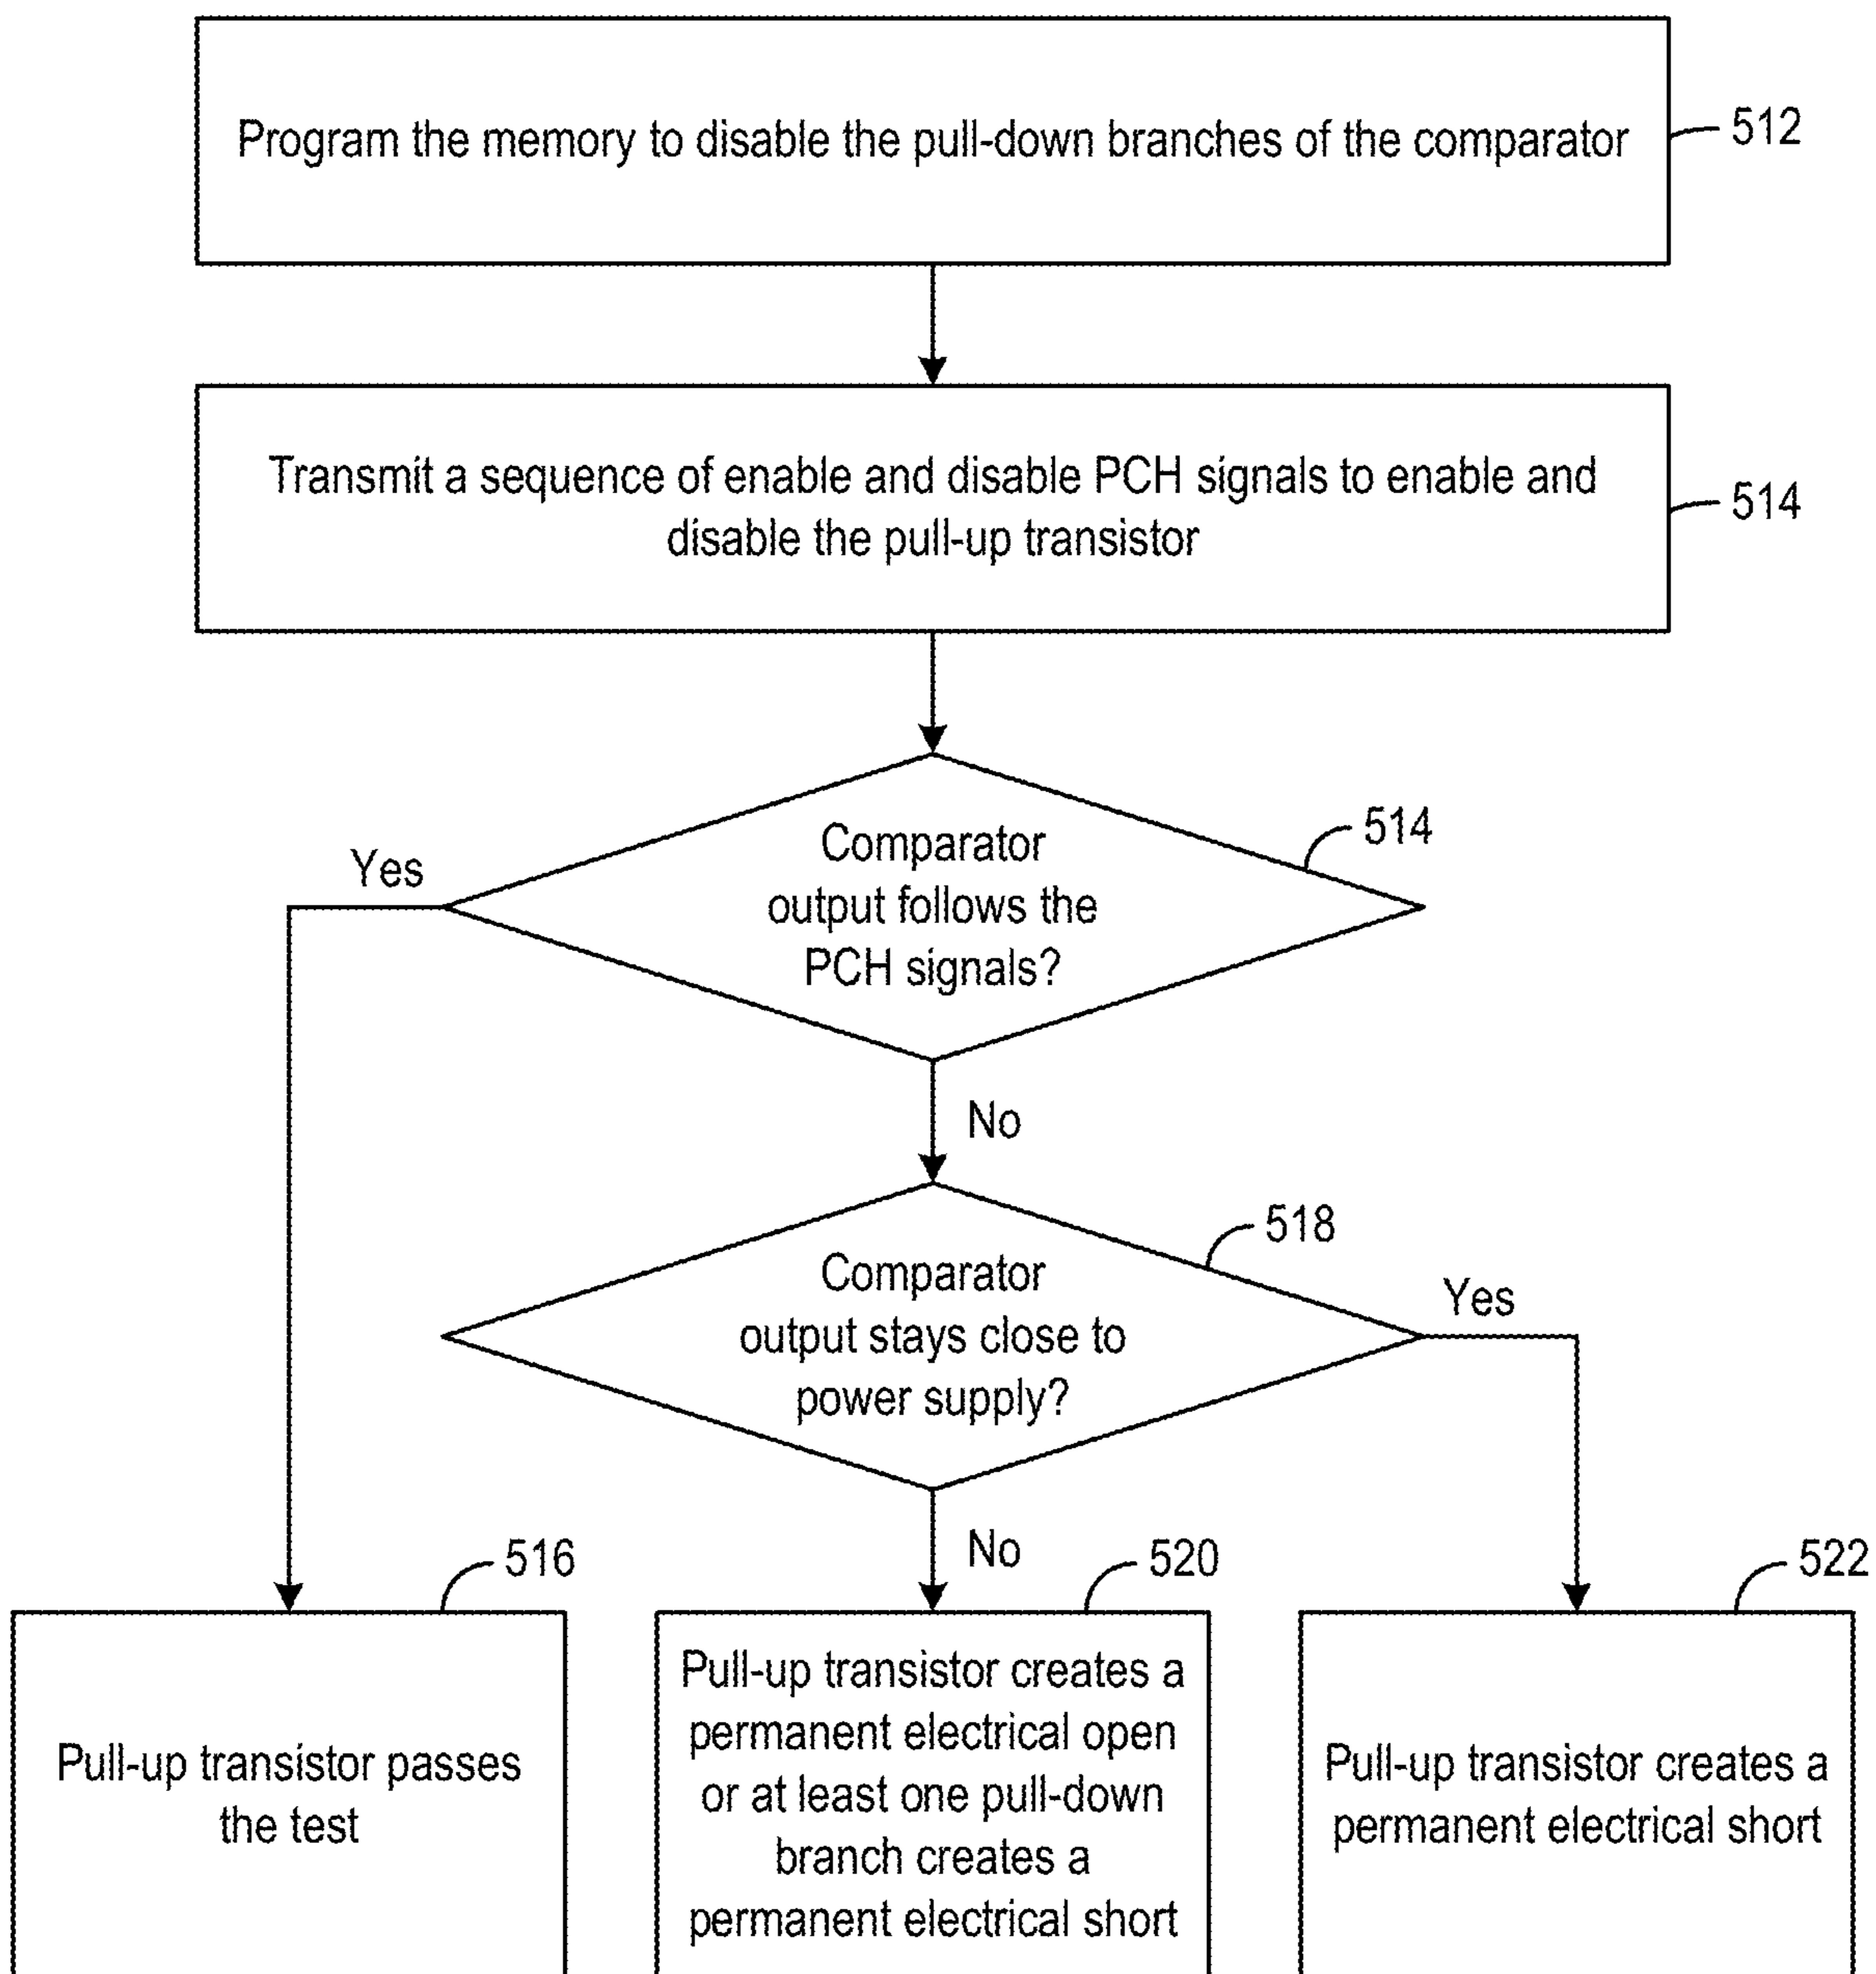 Program the memory to disable the pull-down branches of the comparator
512
Transmit a sequence of enable and disable PCH signals to enable and
disable the pull-up transistor
514
Comparator
output follows the
PCH signals?
514
Yes
No
Comparator
output stays close to
power supply?
518
Yes
No
516
Pull-up transistor passes
the test
520
Pull-up transistor creates a
permanent electrical open
or at least one pull-down
branch creates a
permanent electrical short
522
Pull-up transistor creates a
permanent electrical short